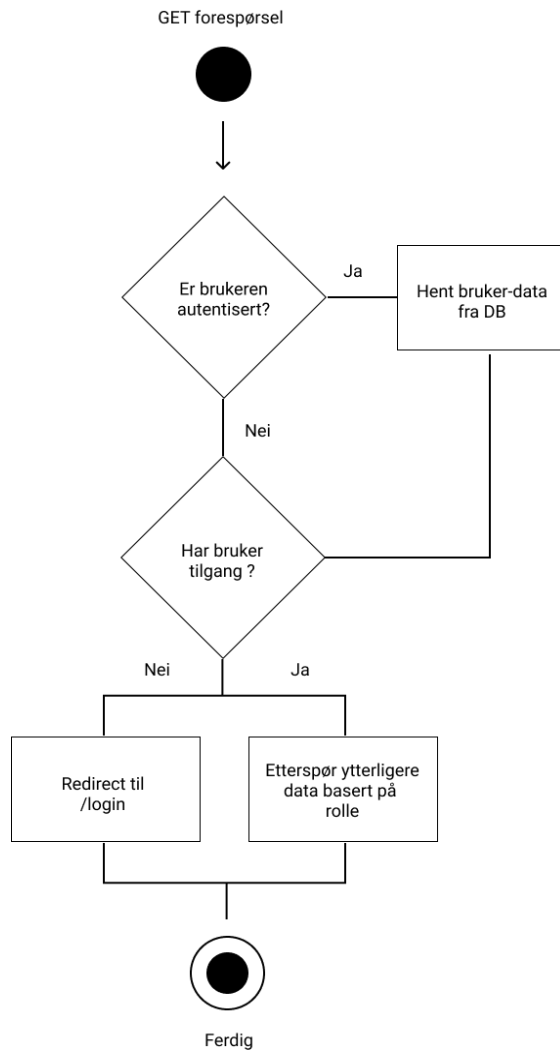 GET forespørsel
Er brukeren
autentisert?
Ja
Hent bruker-data
fra DB
Nei
Har bruker
tilgang ?
Nei
Ja
Redirect til
/login
Etterspør ytterligere
data basert på
rolle
Ferdig